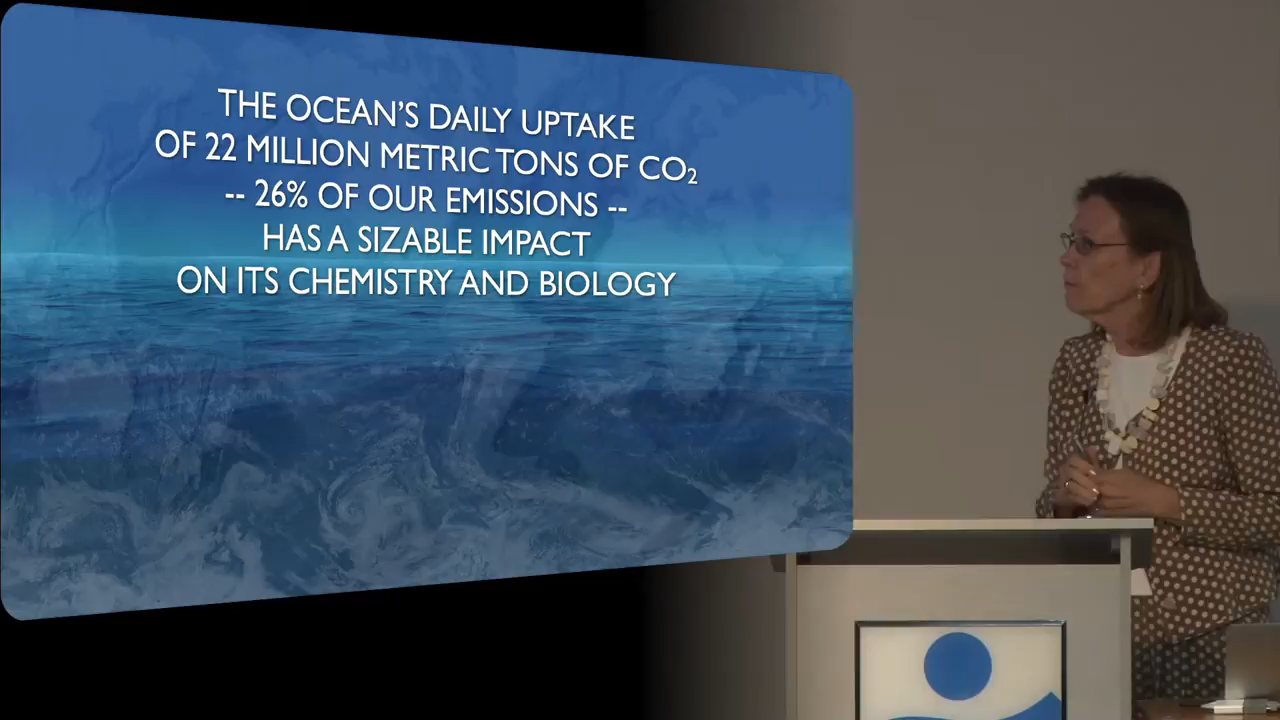 THE OCEAN’S DAILY UPTAKE
OF 22 MILLION METRIC TONS OF CO₂
-- 26% OF OUR EMISSIONS --
HAS A SIZABLE IMPACT
ON ITS CHEMISTRY AND BIOLOGY